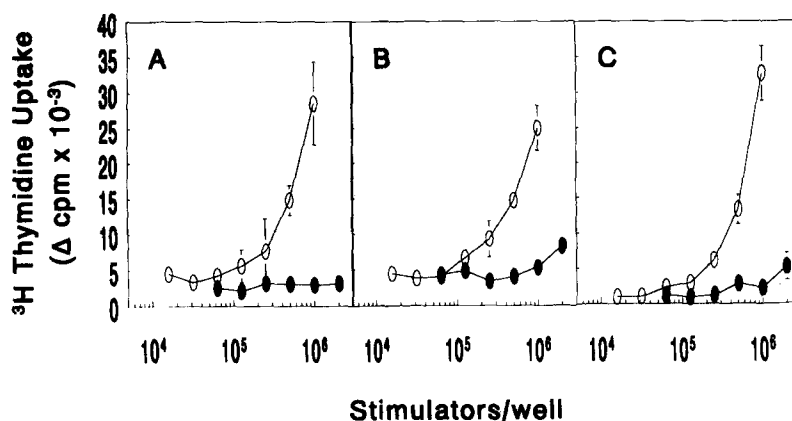 ³H Thymidine Uptake
(Δ cpm x 10⁻³)
40
35
30
25
20
15
10
5
0
A
B
C
10⁴ 10⁵ 10⁶
10⁴ 10⁵ 10⁶
10⁴ 10⁵ 10⁶
Stimulators/well